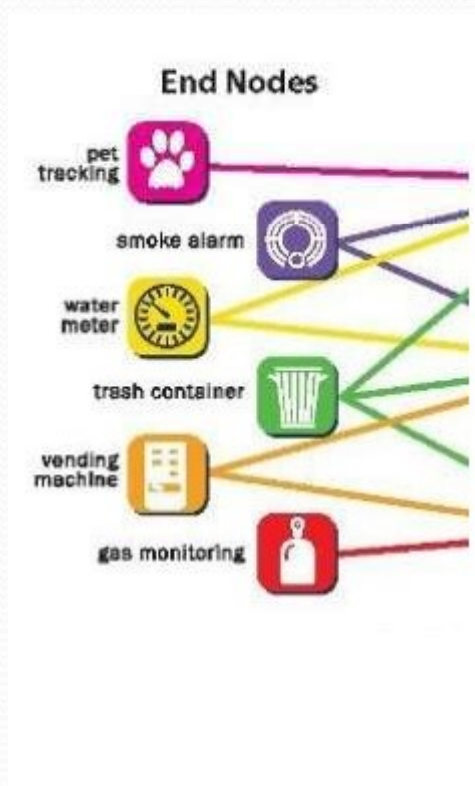 End Nodes
pet
tracking
smoke alarm
water
meter
trash container
vending
machine
gas monitoring